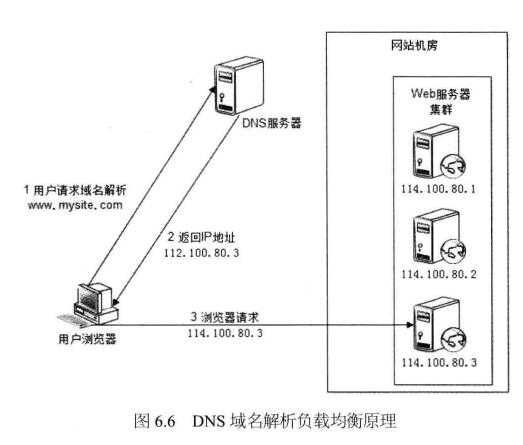 网站机房
Web服务器
集群
DNS服务器
114.100.80.1
1 用户请求域名解析
www.mysite.com
2 返回IP地址
112.100.80.3
114.100.80.2
3 浏览器请求
114.100.80.3
用户浏览器
114.100.80.3
图 6.6 DNS 域名解析负载均衡原理